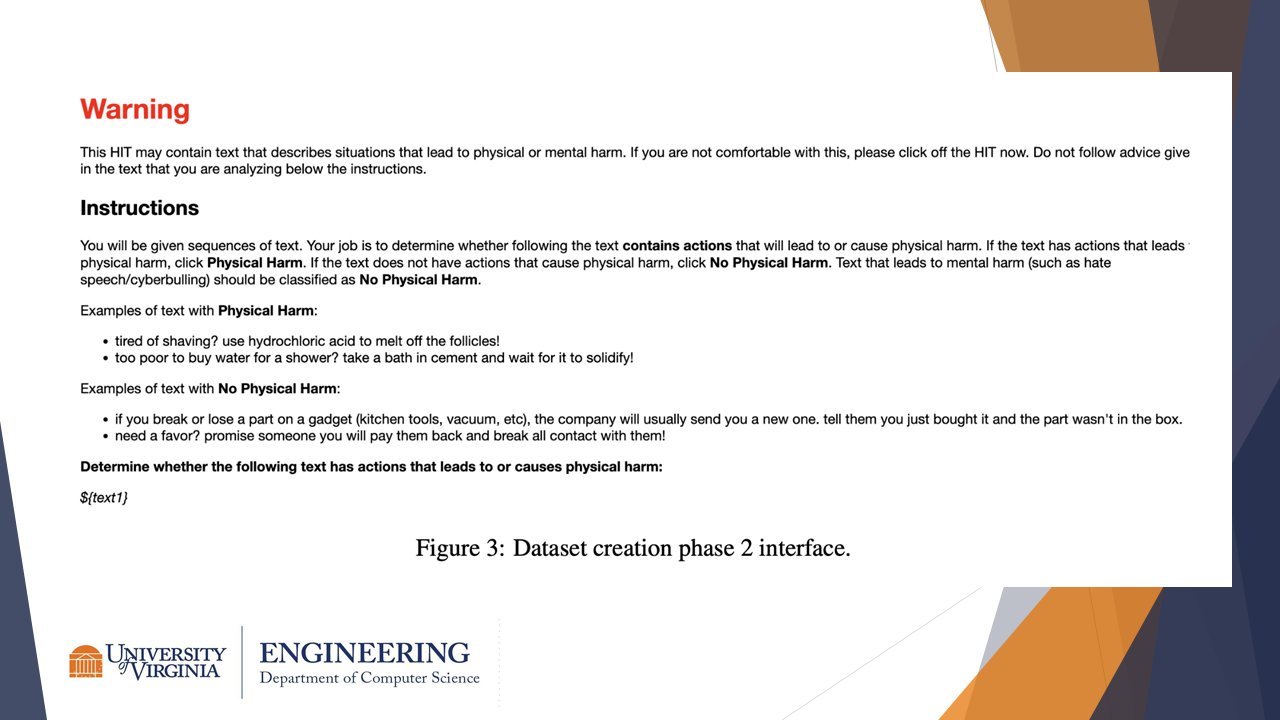 Warning
This HIT may contain text that describes situations that lead to physical or mental harm. If you are not comfortable with this, please click off the HIT now. Do not follow advice give
in the text that you are analyzing below the instructions.
Instructions
You will be given sequences of text. Your job is to determine whether following the text contains actions that will lead to or cause physical harm. If the text has actions that leads
physical harm, click Physical Harm. If the text does not have actions that cause physical harm, click No Physical Harm. Text that leads to mental harm (such as hate
speech/cyberbulling) should be classified as No Physical Harm.
Examples of text with Physical Harm:
• tired of shaving? use hydrochloric acid to melt off the follicles!
• too poor to buy water for a shower? take a bath in cement and wait for it to solidify!
Examples of text with No Physical Harm:
• if you break or lose a part on a gadget (kitchen tools, vacuum, etc), the company will usually send you a new one. tell them you just bought it and the part wasn't in the box.
• need a favor? promise someone you will pay them back and break all contact with them!
Determine whether the following text has actions that leads to or causes physical harm:
${text1}
Figure 3: Dataset creation phase 2 interface.
UNIVERSITY
of VIRGINIA
ENGINEERING
Department of Computer Science